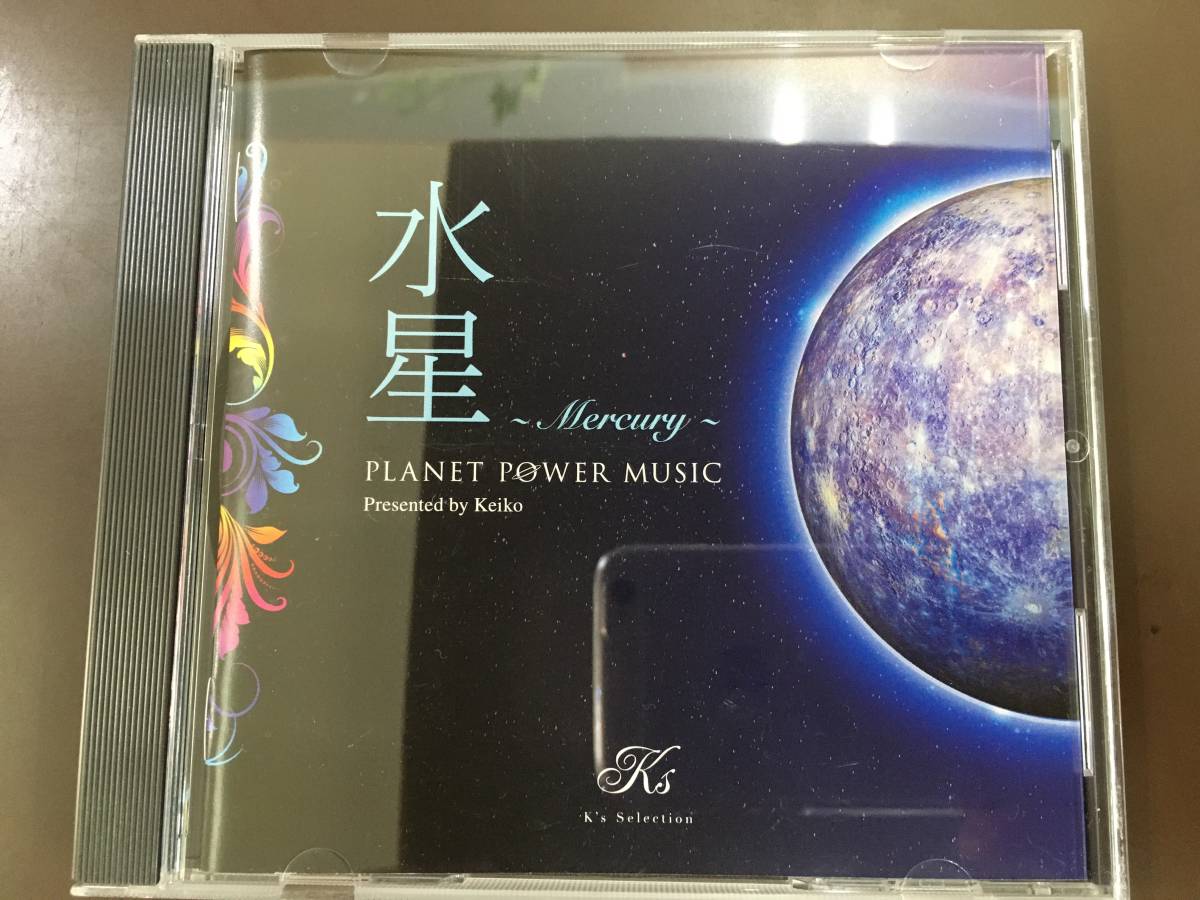 水星
~ Mercury ~
PLANET POWER MUSIC
Presented by Keiko
Ks
K's Selection